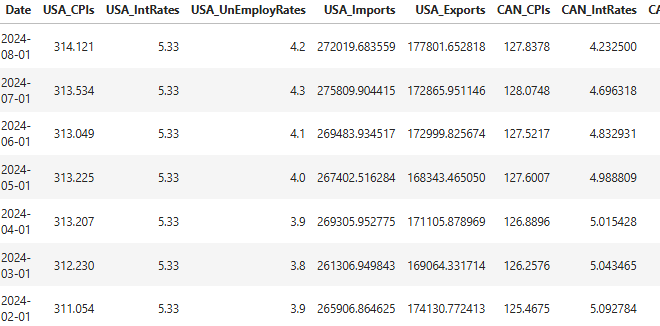 Date USA_CPIs USA_IntRates USA_UnEmployRates USA_Imports USA_Exports CAN_CPIs CAN_IntRates CA
2024-08-01 314.121 5.33 4.2 272019.683559 177801.652818 127.8378 4.232500
2024-07-01 313.534 5.33 4.3 275809.904415 172865.951146 128.0748 4.696318
2024-06-01 313.049 5.33 4.1 269483.934517 172999.825674 127.5217 4.832931
2024-05-01 313.225 5.33 4.0 267402.516284 168343.465050 127.6007 4.988809
2024-04-01 313.207 5.33 3.9 269305.952775 171105.878969 126.8896 5.015428
2024-03-01 312.230 5.33 3.8 261306.949843 169064.331714 126.2576 5.043465
2024-02-01 311.054 5.33 3.9 265906.864625 174130.772413 125.4675 5.092784